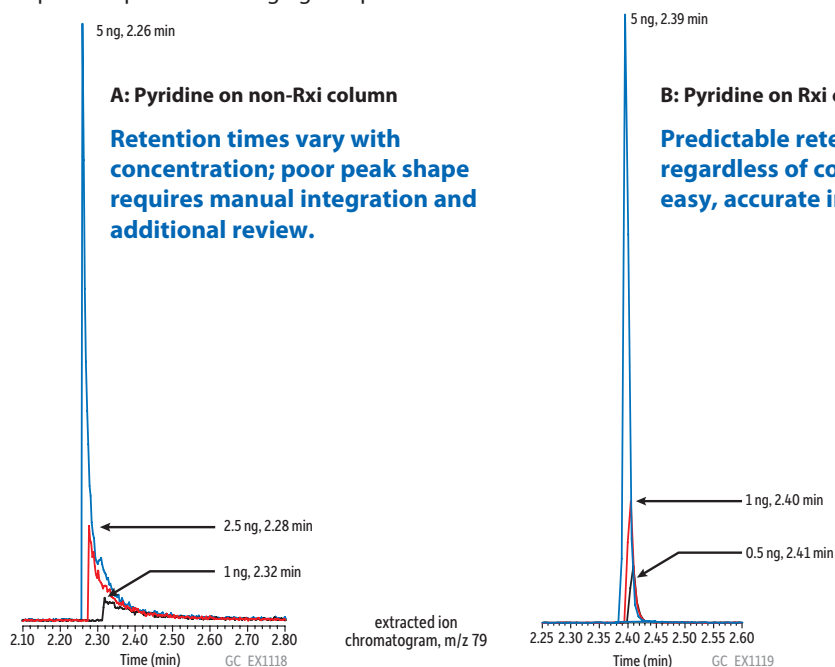 5 ng, 2.26 min
A: Pyridine on non-Rxi column
Retention times vary with
concentration; poor peak shape
requires manual integration and
additional review.
2.5 ng, 2.28 min
1 ng, 2.32 min
2.10 2.20 2.30 2.40 2.50 2.60 2.70 2.80
Time (min)
GC_EX1118
extracted ion
chromatogram, m/z 79
5 ng, 2.39 min
B: Pyridine on Rxi
Predictable
regardless of
easy, accurate
1 ng, 2.40 min
0.5 ng, 2.41 min
2.25 2.30 2.35 2.40 2.45 2.50 2.55 2.60
Time (min)
GC_EX1119